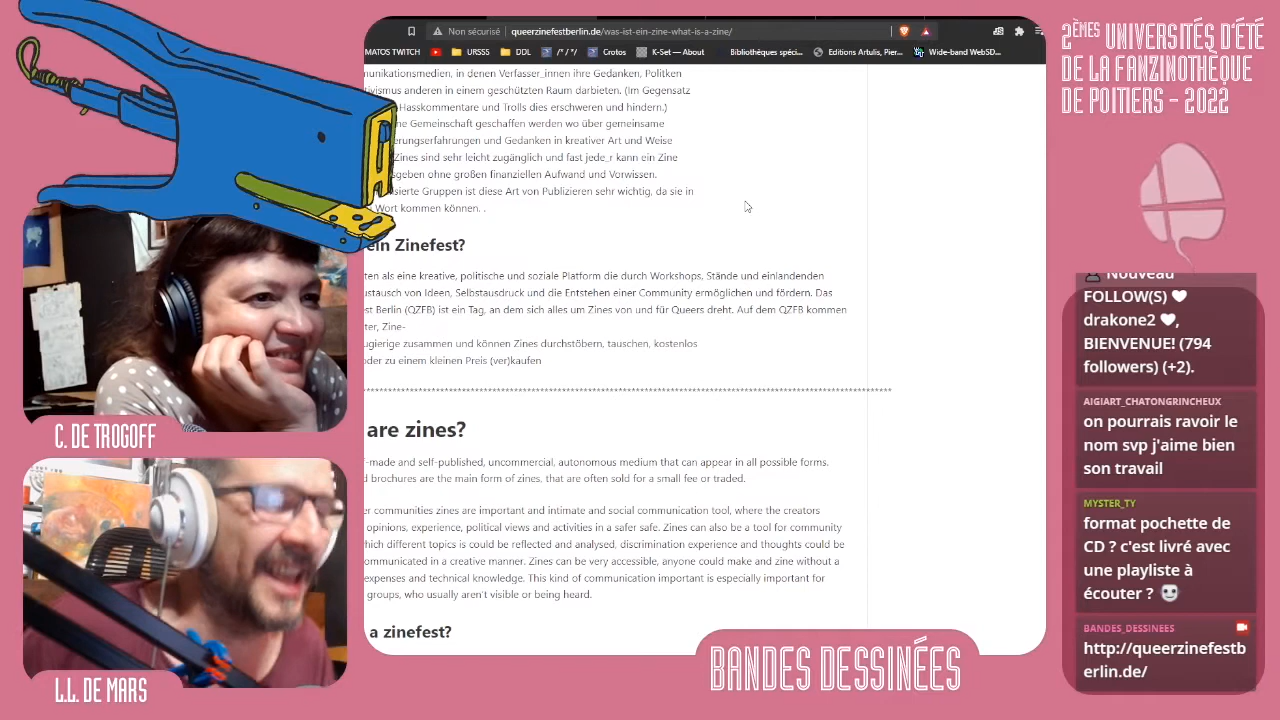 Non sécurisé queerzinefestberlin.de/was-ist-ein-zine-what-is-a-zine/
MATOS TWITCH URSSS DDL /*'*/ Crotos K-Set — About Bibliothèques spéci... Editions Artulis, Pier... Wide-band WebSD...
munikationsmedien, in denen Verfasser_innen ihre Gedanken, Politken
tivismus anderen in einem geschützten Raum darbieten. (Im Gegensatz
Hasskommentare und Trolls dies erschweren und hindern.)
ne Gemeinschaft geschaffen werden wo über gemeinsame
erungserfahrungen und Gedanken in kreativer Art und Weise
Zines sind sehr leicht zugänglich und fast jede_r kann ein Zine
sgeben ohne großen finanziellen Aufwand und Vorwissen.
isierte Gruppen ist diese Art von Publizieren sehr wichtig, da sie in
Wort kommen können. .
ein Zinefest?
ten als eine kreative, politische und soziale Platform die durch Workshops, Stände und einlandenden
ustausch von Ideen, Selbstausdruck und die Entstehen einer Community ermöglichen und fördern. Das
st Berlin (QZFB) ist ein Tag, an dem sich alles um Zines von und für Queers dreht. Auf dem QZFB kommen
ter, Zine-
ugierige zusammen und können Zines durchstöbern, tauschen, kostenlos
oder zu einem kleinen Preis (ver)kaufen
are zines?
-made and self-published, uncommercial, autonomous medium that can appear in all possible forms.
d brochures are the main form of zines, that are often sold for a small fee or traded.
er communities zines are important and intimate and social communication tool, where the creators
opinions, experience, political views and activities in a safer safe. Zines can also be a tool for community
hich different topics is could be reflected and analysed, discrimination experience and thoughts could be
ommunicated in a creative manner. Zines can be very accessible, anyone could make and zine without a
expenses and technical knowledge. This kind of communication important is especially important for
groups, who usually aren't visible or being heard.
a zinefest?
C. DE TROGOFF
L.L. DE MARS
BANDES DESSINÉES
2ÈMES UNIVERSITÉS D'ÉTÉ
DE LA FANZINOTHÈQUE
DE POITIERS - 2022
Nouveau
FOLLOW(S) ♥
drakone2 ♥,
BIENVENUE! (794
followers) (+2).
AIGIART_CHATONGRINCHEUX
on pourrais ravoir le
nom svp j'aime bien
son travail
MYSTER_TY
format pochette de
CD ? c'est livré avec
une playliste à
écouter ?
BANDES_DESSINEES
http://queerzinefestb
erlin.de/